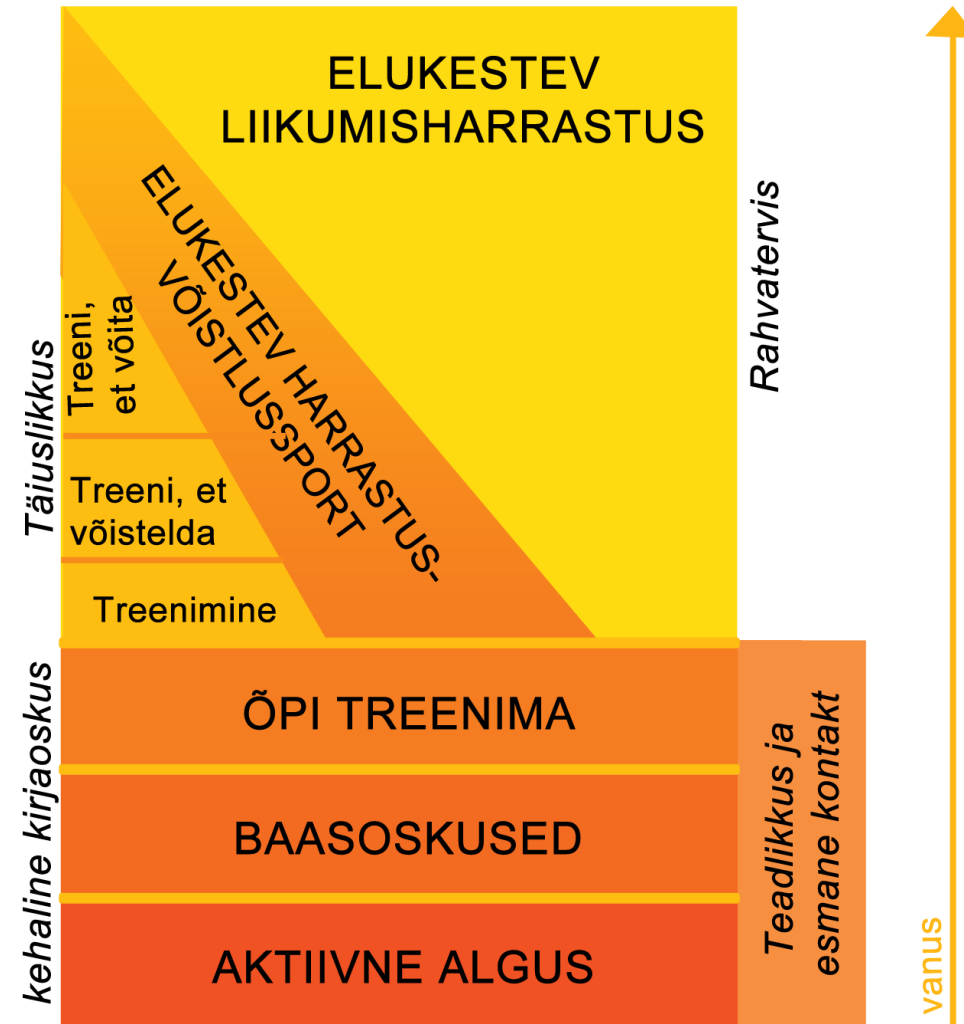 ELUKESTEV
LIIKUMISHARRASTUS
ELUKESTEV HARRASTUS-
VÕISTLUSSPORT
Rahvatervis
Täiuslikkus
Treeni,
et võita
Treeni, et
võistelda
Treenimine
kehaline kirjaoskus
ÕPI TREENIMA
BAASOSKUSED
AKTIIVNE ALGUS
Teadlikkus ja
esmane kontakt
vanus